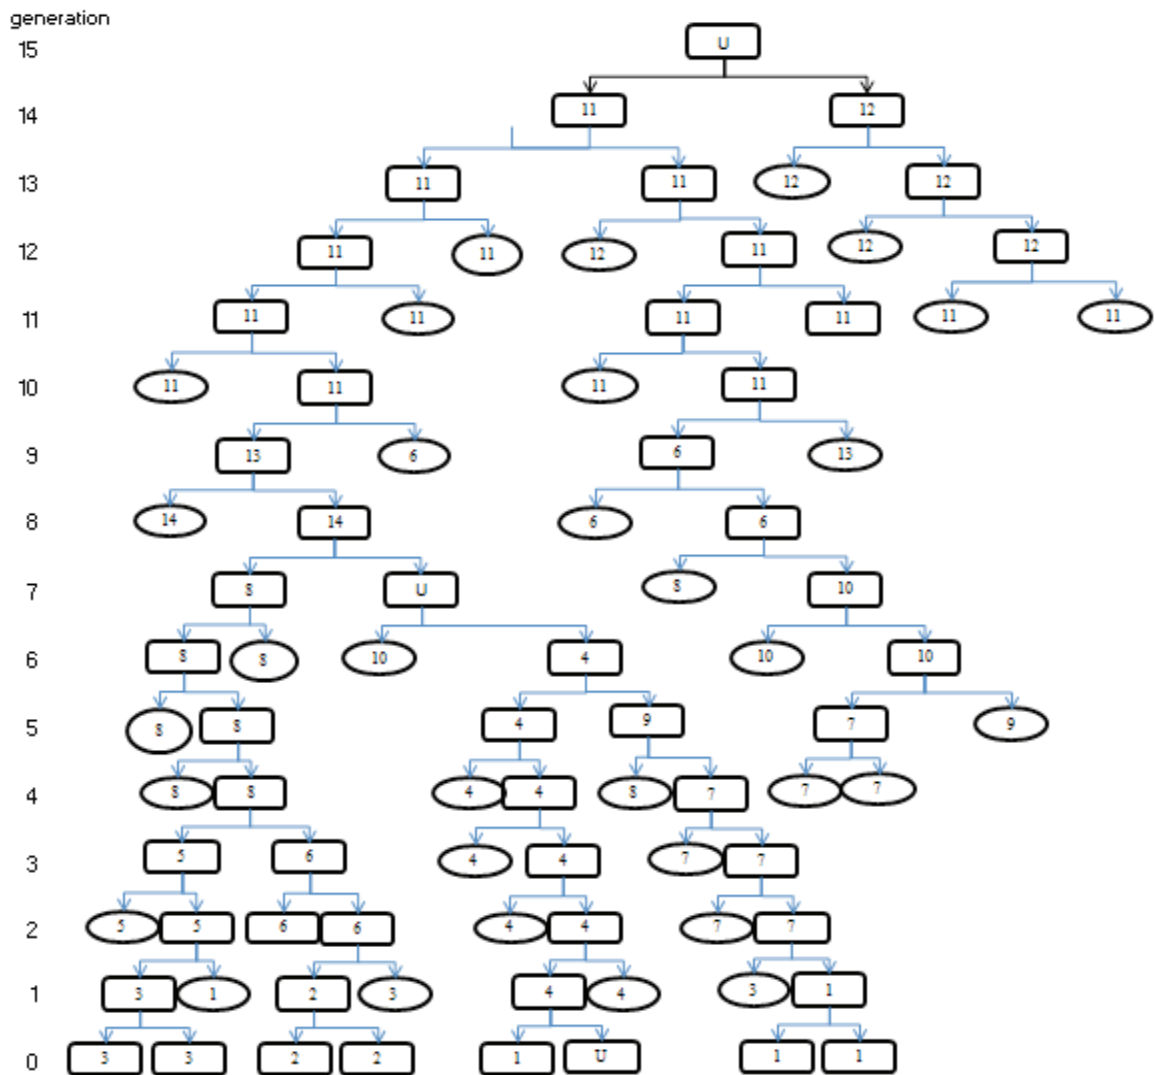 generation
15 U
14 11 12
13 11 11 12 12
12 11 11 12 11 12 12
11 11 11 11 11 11 11
10 11 11 11 11
9 13 6 6 13
8 14 14 6 6
7 8 U 8 10
6 8 8 10 4 10 10
5 8 8 4 9 7 9
4 8 8 4 4 8 7 7 7
3 5 6 4 4 7 7
2 5 5 6 6 4 4 7 7
1 3 1 2 3 4 4 3 1
0 3 3 2 2 1 U 1 1